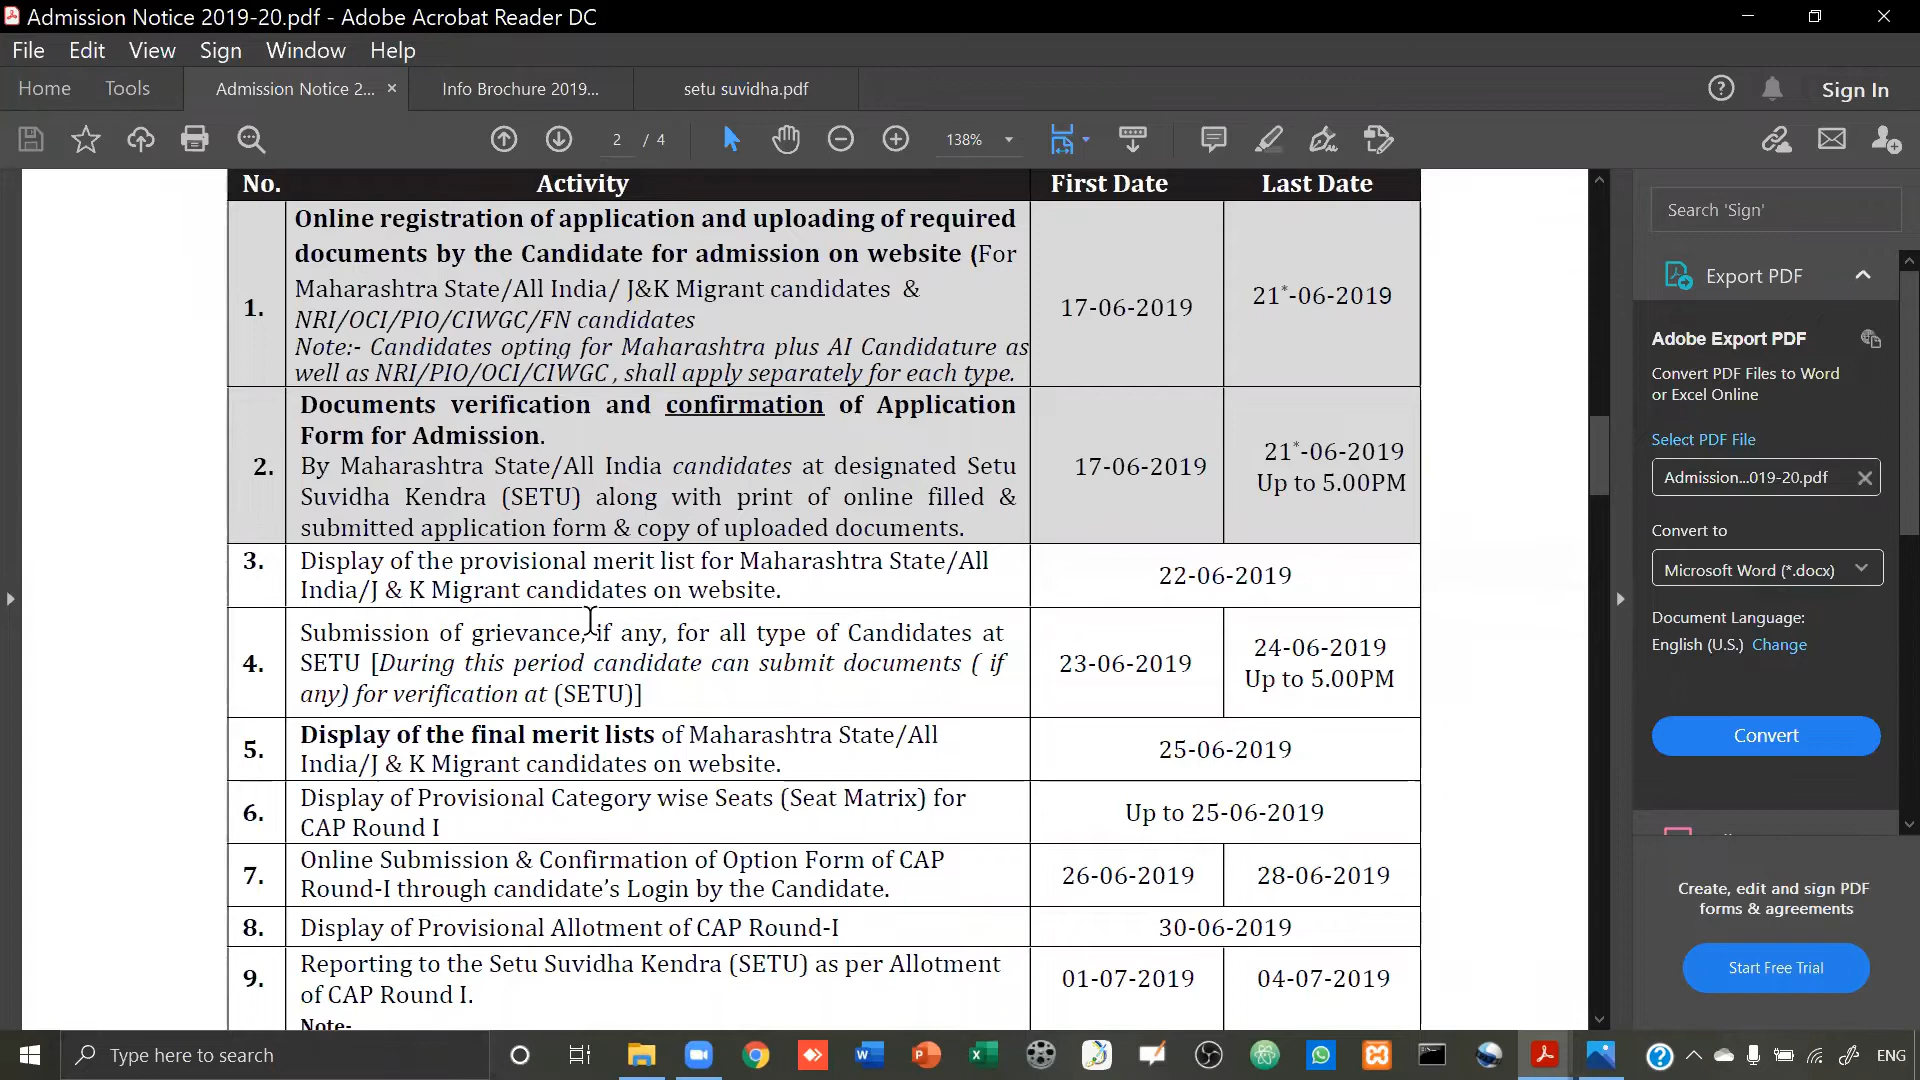 Admission Notice 2019-20.pdf - Adobe Acrobat Reader DC
File Edit View Sign Window Help
Home Tools Admission Notice 2... × Info Brochure 2019... setu suvidha.pdf Sign In
2 / 4 138%
No. Activity First Date Last Date
Online registration of application and uploading of required
documents by the Candidate for admission on website (For
Maharashtra State/All India/ J&K Migrant candidates &
1. 17-06-2019 21*-06-2019
NRI/OCI/PIO/CIWGC/FN candidates
Note:- Candidates opting for Maharashtra plus AI Candidature as
well as NRI/PIO/OCI/CIWGC , shall apply separately for each type.
Documents verification and confirmation of Application
Form for Admission.
2. By Maharashtra State/All India candidates at designated Setu 17-06-2019 21*-06-2019
Suvidha Kendra (SETU) along with print of online filled & Up to 5.00PM
submitted application form & copy of uploaded documents.
3. Display of the provisional merit list for Maharashtra State/All 22-06-2019
India/J & K Migrant candidates on website.
Submission of grievance, if any, for all type of Candidates at
4. SETU [During this period candidate can submit documents ( if 23-06-2019 24-06-2019
any) for verification at (SETU)] Up to 5.00PM
5. Display of the final merit lists of Maharashtra State/All 25-06-2019
India/J & K Migrant candidates on website.
6. Display of Provisional Category wise Seats (Seat Matrix) for Up to 25-06-2019
CAP Round I
7. Online Submission & Confirmation of Option Form of CAP 26-06-2019 28-06-2019
Round-I through candidate's Login by the Candidate.
8. Display of Provisional Allotment of CAP Round-I 30-06-2019
9. Reporting to the Setu Suvidha Kendra (SETU) as per Allotment 01-07-2019 04-07-2019
of CAP Round I.
Note-
Search 'Sign'
Export PDF
Adobe Export PDF
Convert PDF Files to Word
or Excel Online
Select PDF File
Admission...019-20.pdf
Convert to
Microsoft Word (*.docx)
Document Language:
English (U.S.) Change
Convert
Create, edit and sign PDF
forms & agreements
Start Free Trial
Type here to search
ENG